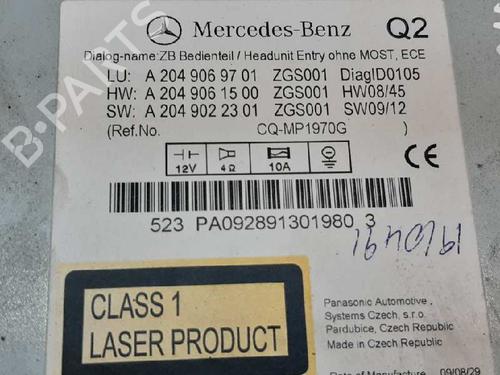 Mercedes-Benz Q2
Dialog-name:ZB Bedienteil / Headunit Entry ohne MOST, ECE
LU: A 204 906 97 01 ZGS001 DiagID0105
HW: A 204 906 15 00 ZGS001 HW08/45
SW: A 204 902 23 01 ZGS001 SW09/12
(Ref.No. CQ-MP1970G )
12V 4Ω 10A
CE
523 PA092891301980 3
CLASS 1
LASER PRODUCT
Panasonic Automotive
Systems Czech, s.r.o.
Pardubice, Czech Republic
Made in Czech Republic
Date of Manufacture 09/08/29
B-PARTS